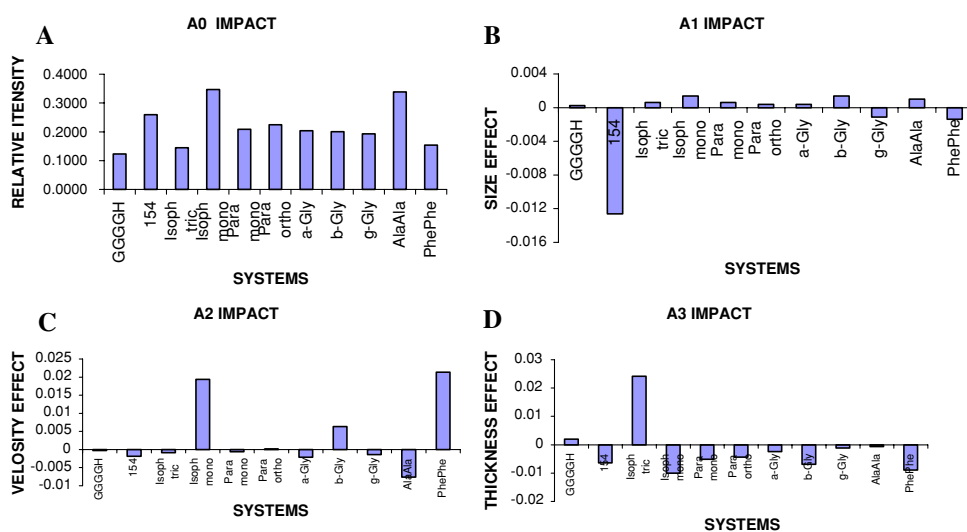 A
A0 IMPACT
RELATIVE ITENSITY
0.4000
0.3000
0.2000
0.1000
0.0000
GGGGH
154
Isoph
tric
Isoph
mono
Para
mono
Para
ortho
a-Gly
b-Gly
g-Gly
AlaAla
PhePhe
SYSTEMS
B
A1 IMPACT
SIZE EFFECT
0.004
0
-0.004
-0.008
-0.012
-0.016
GGGGH
154
Isoph
tric
Isoph
mono
Para
mono
Para
ortho
a-Gly
b-Gly
g-Gly
AlaAla
PhePhe
SYSTEMS
C
A2 IMPACT
VELOSITY EFFECT
0.025
0.02
0.015
0.01
0.005
0
-0.005
-0.01
GGGGH
154
Isoph
tric
Isoph
mono
Para
mono
Para
ortho
a-Gly
b-Gly
g-Gly
AlaAla
PhePhe
SYSTEMS
D
A3 IMPACT
THICKNESS EFFECT
0.03
0.02
0.01
0
-0.01
-0.02
GGGGH
154
Isoph
tric
Isoph
mono
Para
mono
Para
ortho
a-Gly
b-Gly
g-Gly
AlaAla
PhePhe
SYSTEMS